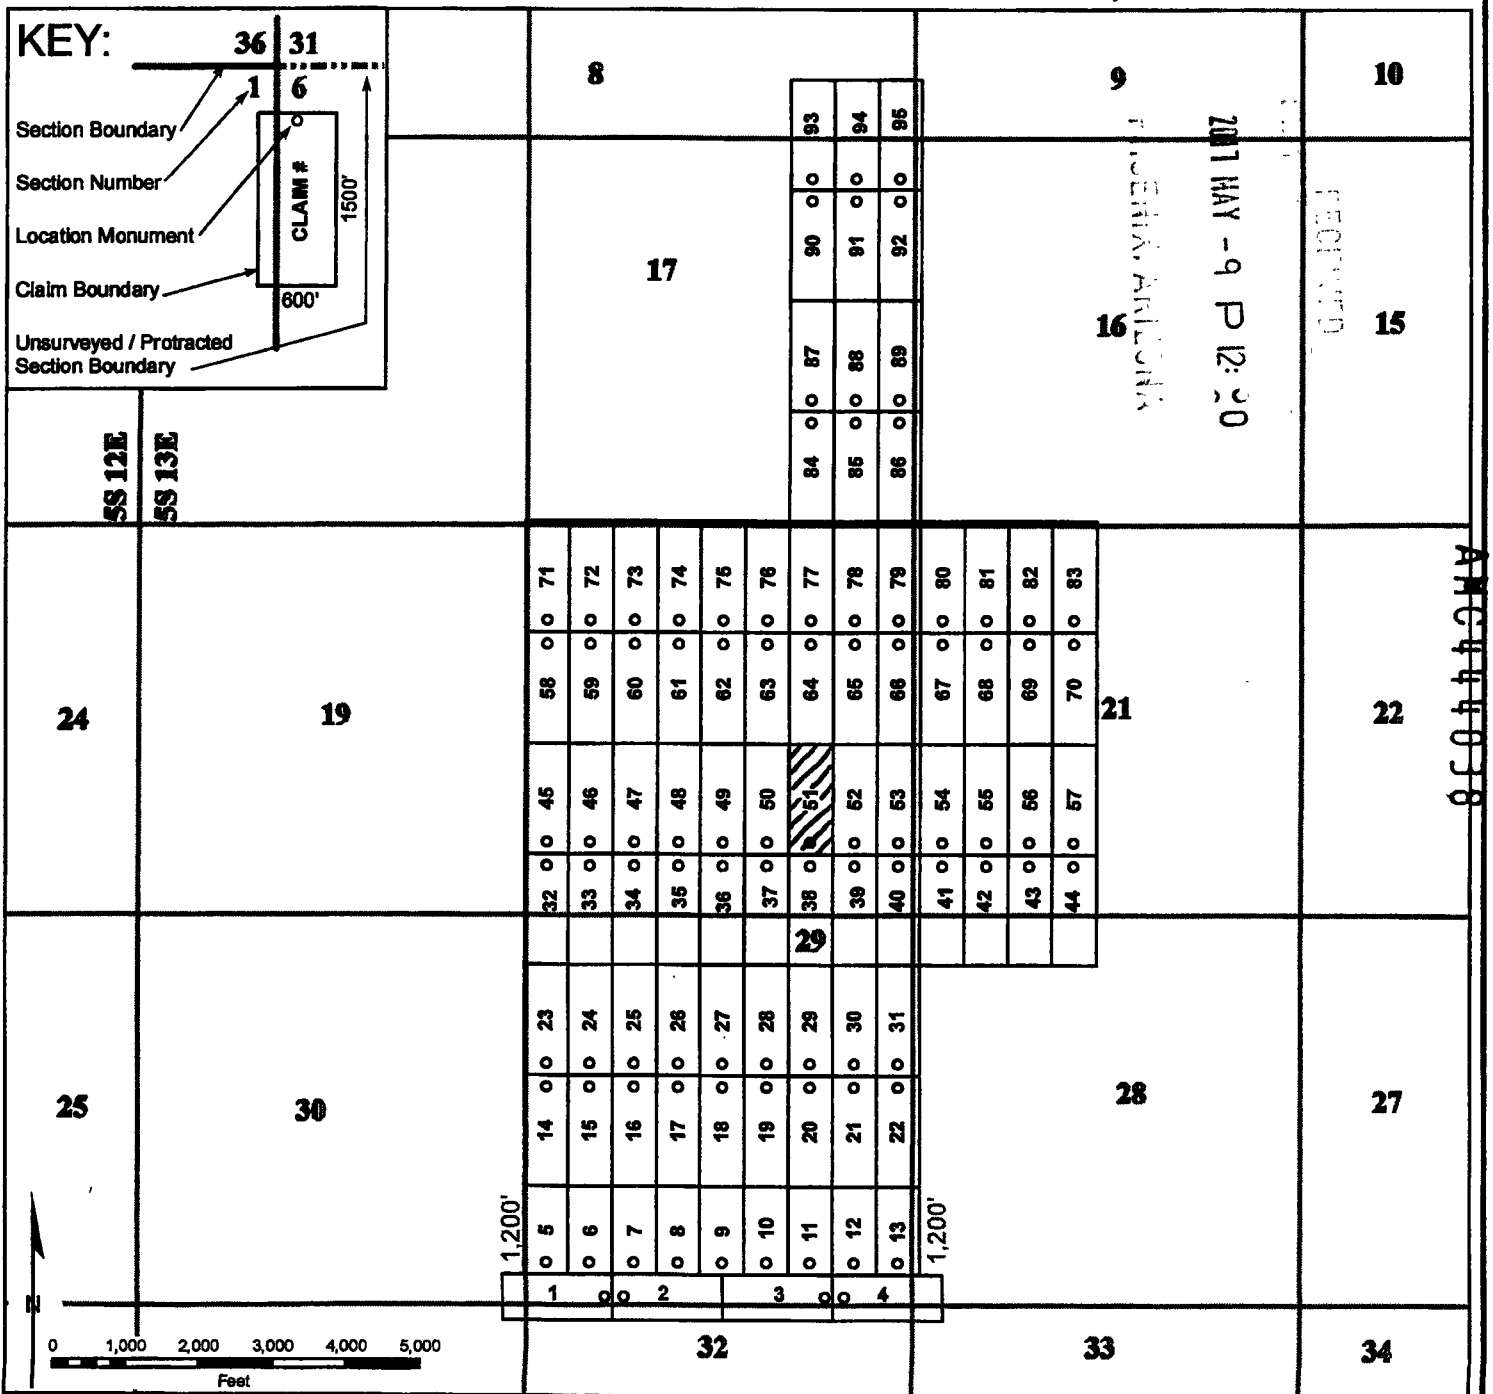 KEY:
36 31
1 6
Section Boundary
Section Number
Location Monument
Claim Boundary
Unsurveyed / Protracted
Section Boundary
CLAIM #
1500'
600'
8 9 10
93 94 95
17 16 15
90 91 92
87 88 89
84 85 86
MAY -9 P 12:
5S 12E
5S 13E
71 72 73 74 75 76 77 78 79 80 81 82 83
58 59 60 61 62 63 64 65 66 67 68 69 70
24 19 21 22
45 46 47 48 49 50 51 52 53 54 55 56 57
32 33 34 35 36 37 38 39 40 41 42 43 44
29
23 24 25 26 27 28 29 30 31
25 30 28 27
14 15 16 17 18 19 20 21 22
1,200' 5 6 7 8 9 10 11 12 13 1,200'
1 2 3 4
N
32 33 34
0 1,000 2,000 3,000 4,000 5,000
Feet